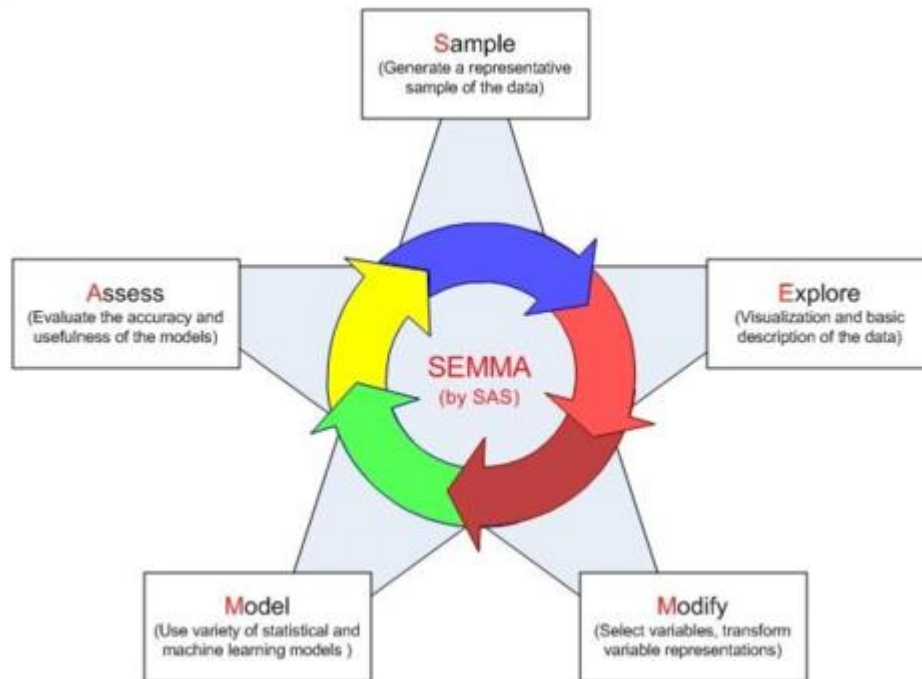 Sample
(Generate a representative
sample of the data)
Assess
(Evaluate the accuracy and
usefulness of the models)
Explore
(Visualization and basic
description of the data)
SEMMA
(by SAS)
Model
(Use variety of statistical and
machine learning models )
Modify
(Select variables, transform
variable representations)